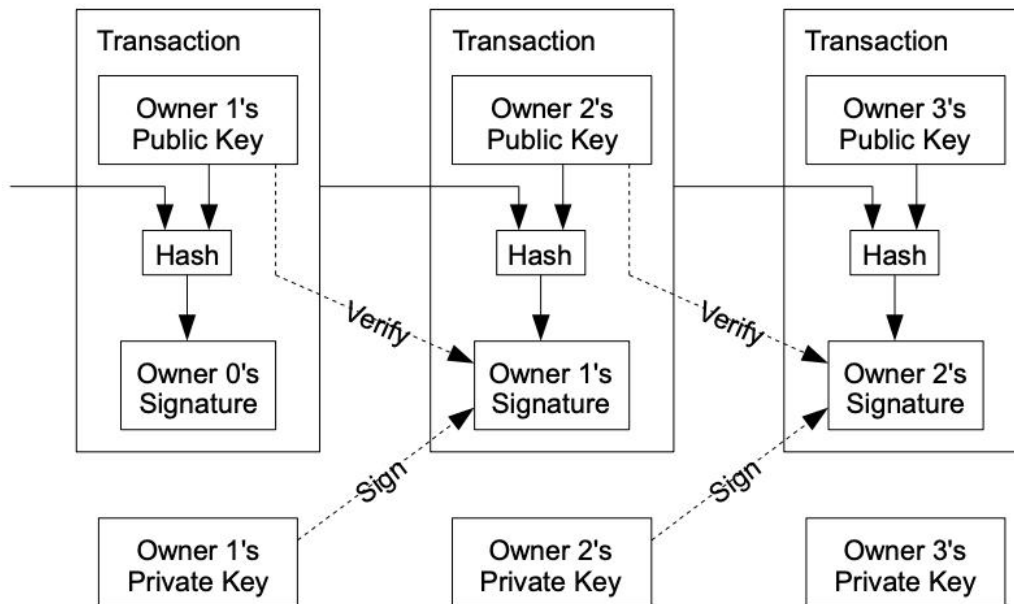 Transaction
Transaction
Transaction
Owner 1's
Public Key
Owner 2's
Public Key
Owner 3's
Public Key
Hash
Hash
Hash
Verify
Verify
Owner 0's
Signature
Owner 1's
Signature
Owner 2's
Signature
Sign
Sign
Owner 1's
Private Key
Owner 2's
Private Key
Owner 3's
Private Key